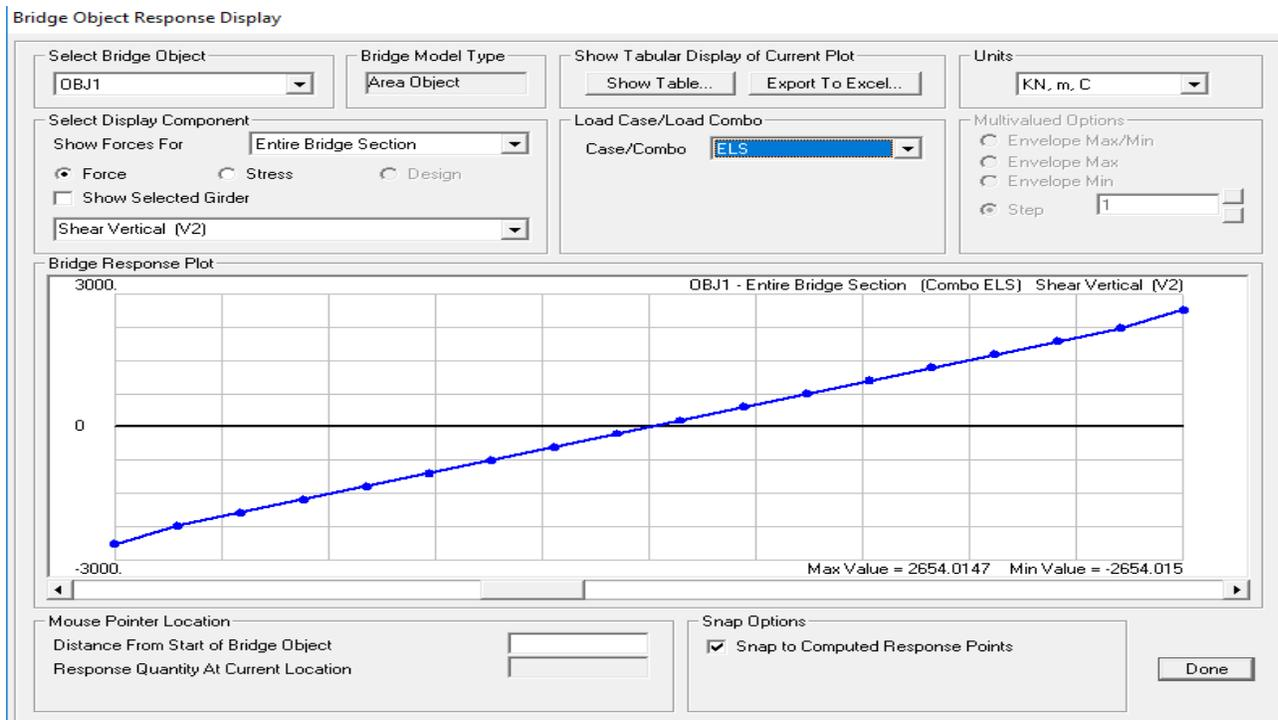 Bridge Object Response Display
Select Bridge Object
OBJ1
Bridge Model Type
Area Object
Show Tabular Display of Current Plot
Show Table...
Export To Excel...
Units
KN, m, C
Select Display Component
Show Forces For
Entire Bridge Section
Force
Stress
Design
Show Selected Girder
Shear Vertical (V2)
Load Case/Load Combo
Case/Combo
ELS
Multivalued Options
Envelope Max/Min
Envelope Max
Envelope Min
Step
1
Bridge Response Plot
3000.
OBJ1 - Entire Bridge Section (Combo ELS) Shear Vertical (V2)
0
-3000.
Max Value = 2654.0147 Min Value = -2654.015
Mouse Pointer Location
Distance From Start of Bridge Object
Response Quantity At Current Location
Snap Options
Snap to Computed Response Points
Done